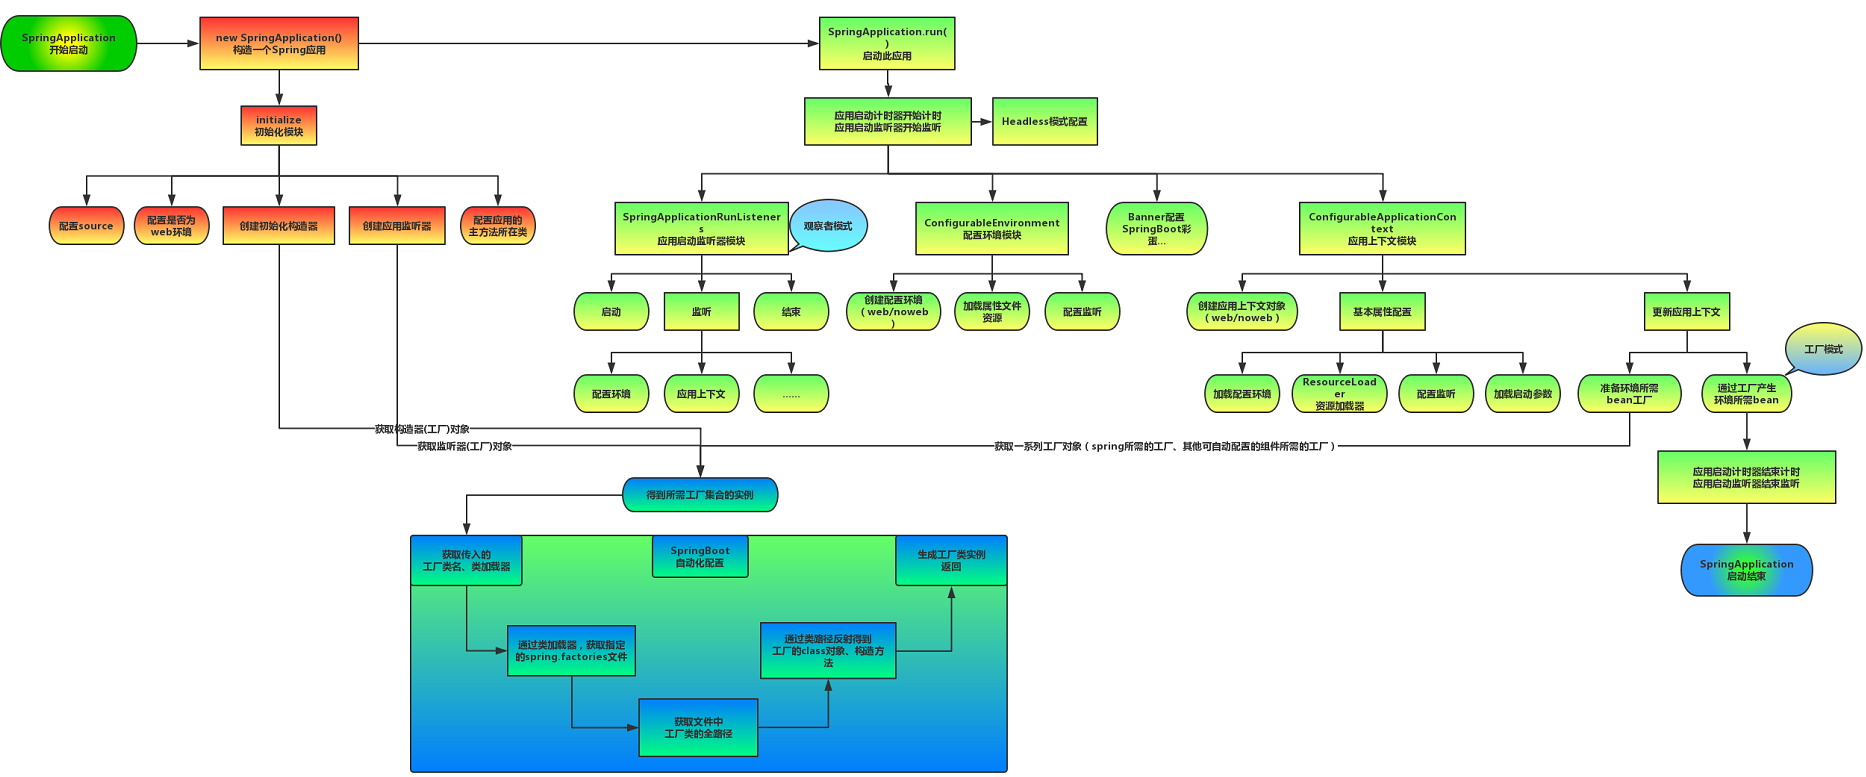 SpringApplication
开始启动
new SpringApplication()
构造一个Spring应用
SpringApplication.run(
)
启动此应用
initialize
初始化模块
应用启动计时器开始计时
应用启动监听器开始监听
Headless模式配置
配置source
配置是否为
web环境
创建初始化构造器
创建应用监听器
配置应用的
主方法所在类
SpringApplicationRunListener
s
应用启动监听器模块
观察者模式
ConfigurableEnvironment
配置环境模块
Banner配置
SpringBoot彩
蛋...
ConfigurableApplicationCon
text
应用上下文模块
启动
监听
结束
创建配置环境
（web/noweb
）
加载属性文件
资源
配置监听
创建应用上下文对象
（web/noweb）
基本属性配置
更新应用上下文
工厂模式
配置环境
应用上下文
......
加载配置环境
ResourceLoad
er
资源加载器
配置监听
加载启动参数
准备环境所需
bean工厂
通过工厂产生
环境所需bean
获取构造器(工厂)对象
获取监听器(工厂)对象
获取一系列工厂对象（spring所需的工厂、其他可自动配置的组件所需的工厂）
应用启动计时器结束计时
应用启动监听器结束监听
得到所需工厂集合的实例
获取传入的
工厂类名、类加载器
SpringBoot
自动化配置
生成工厂类实例
返回
SpringApplication
启动结束
通过类加载器，获取指定
的spring.factories文件
通过类路径反射得到
工厂的class对象、构造方
法
获取文件中
工厂类的全路径